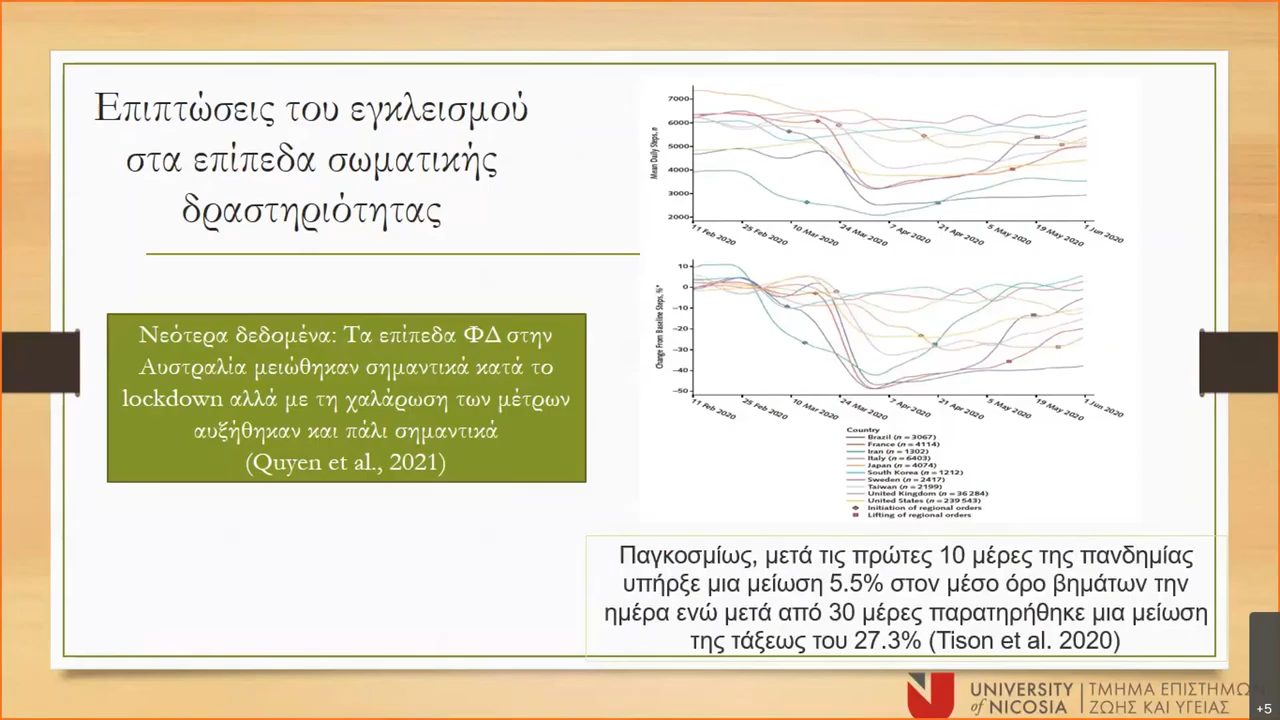 Επιπτώσεις του εγκλεισμού
στα επίπεδα σωματικής
δραστηριότητας
Νεότερα δεδομένα: Τα επίπεδα ΦΔ στην
Αυστραλία μειώθηκαν σημαντικά κατά το
lockdown αλλά με τη χαλάρωση των μέτρων
αυξήθηκαν και πάλι σημαντικά
(Quyen et al., 2021)
Mean Daily Steps, n
7000
6000
5000
4000
3000
2000
11 Feb 2020
25 Feb 2020
10 Mar 2020
24 Mar 2020
7 Apr 2020
21 Apr 2020
5 May 2020
19 May 2020
1 Jun 2020
Change From Baseline Steps, %*
10
0
−10
−20
−30
−40
−50
11 Feb 2020
25 Feb 2020
10 Mar 2020
24 Mar 2020
7 Apr 2020
21 Apr 2020
5 May 2020
19 May 2020
1 Jun 2020
Country
Brazil (n = 3067)
France (n = 4114)
Iran (n = 1302)
Italy (n = 6403)
Japan (n = 4074)
South Korea (n = 1212)
Sweden (n = 2417)
Taiwan (n = 2199)
United Kingdom (n = 36 284)
United States (n = 239 543)
Initiation of regional orders
Lifting of regional orders
Παγκοσμίως, μετά τις πρώτες 10 μέρες της πανδημίας
υπήρξε μια μείωση 5.5% στον μέσο όρο βημάτων την
ημέρα ενώ μετά από 30 μέρες παρατηρήθηκε μια μείωση
της τάξεως του 27.3% (Tison et al. 2020)
UNIVERSITY
of NICOSIA
ΤΜΗΜΑ ΕΠΙΣΤΗΜΩΝ
ΖΩΗΣ ΚΑΙ ΥΓΕΙΑΣ
+5